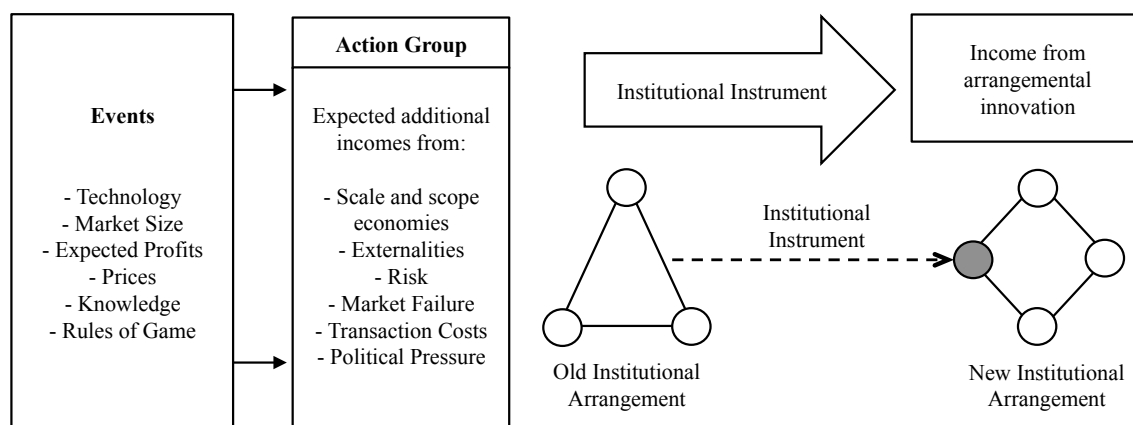 Events
- Technology
- Market Size
- Expected Profits
- Prices
- Knowledge
- Rules of Game
Action Group
Expected additional
incomes from:
- Scale and scope
economies
- Externalities
- Risk
- Market Failure
- Transaction Costs
- Political Pressure
Institutional Instrument
Income from
arrangemental
innovation
Institutional
Instrument
Old Institutional
Arrangement
New Institutional
Arrangement